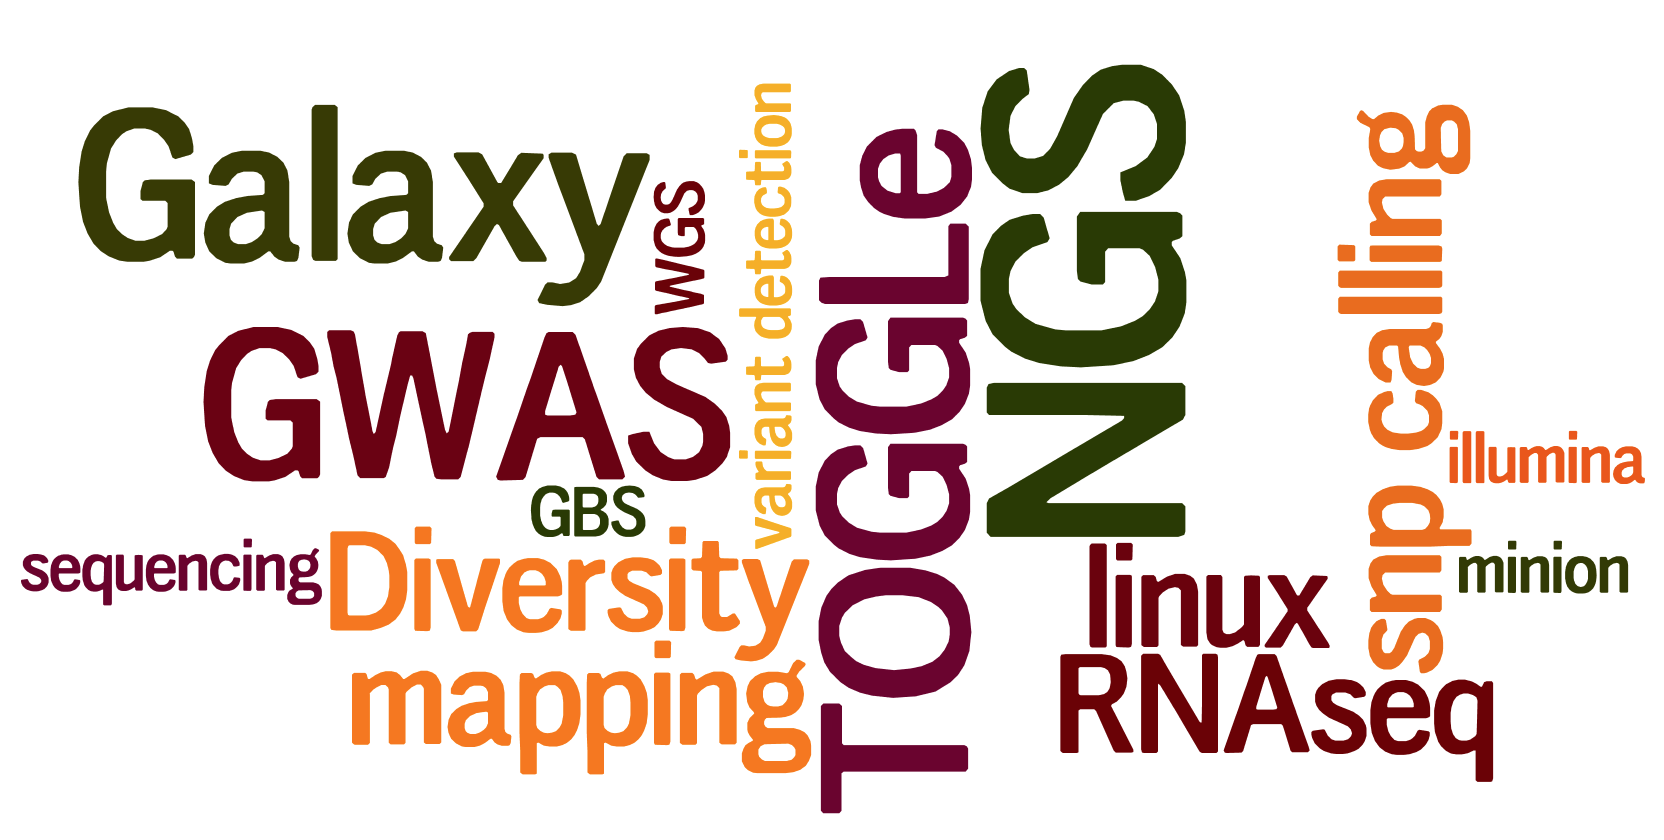 Galaxy
WGS
variant detection
TOGGLe
NGS
snp calling
GWAS
GBS
illumina
sequencing
Diversity
minion
linux
mapping
RNAseq